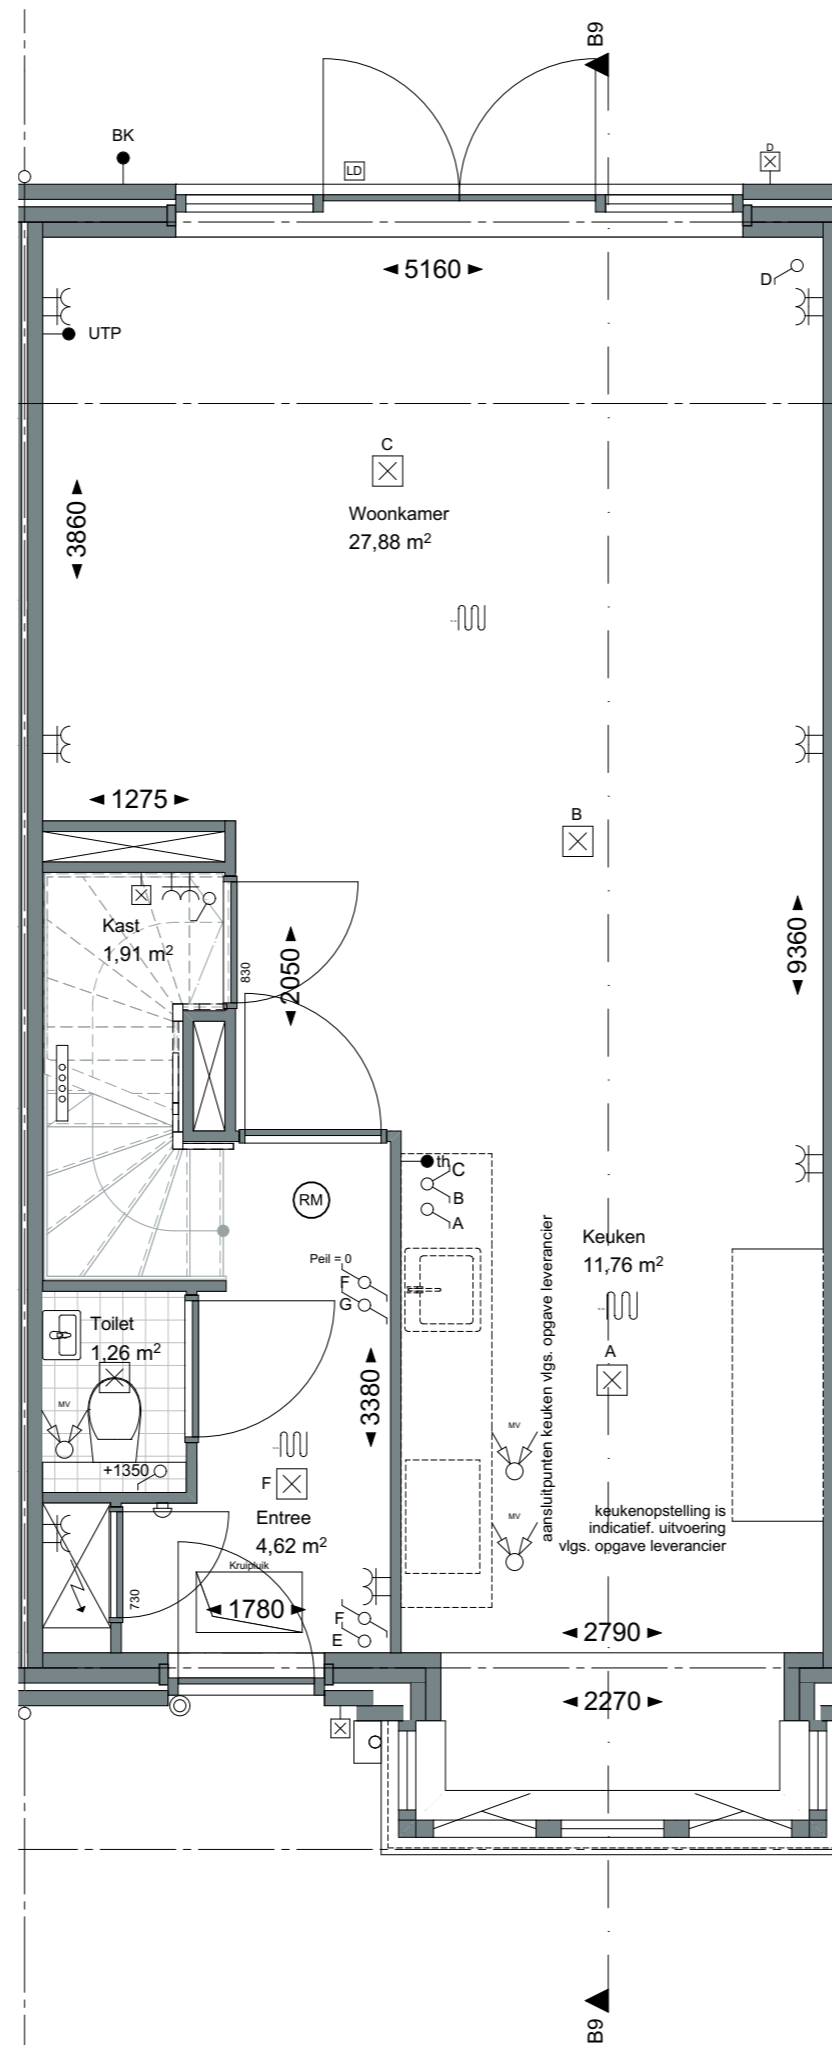 B9
BK
LD
D
5160
D
UTP
C
Woonkamer
27,88 m²
3860
1275
B
Kast
1,91 m²
830
2050
9360
th
C
B
A
RM
Peil = 0
F
G
Keuken
11,76 m²
A
aansluitpunten keuken vlgs. opgave leverancier
Toilet
1,26 m²
MV
+1350
3380
MV
MV
keukenopstelling is
indicatief. uitvoering
vlgs. opgave leverancier
F
Entree
4,62 m²
Kruipluik
730
1780
F
E
2790
2270
B9